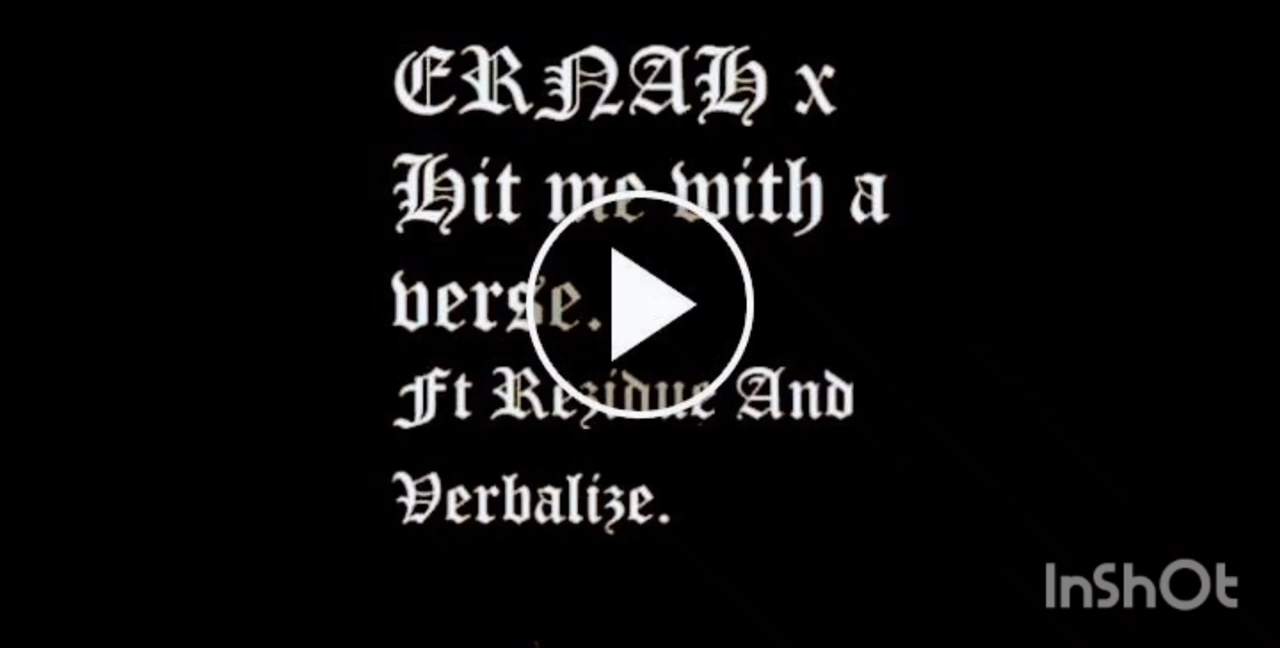 ERNAH x
Hit me with a
verse.
Ft Rezidue And
Verbalize.
InShOt